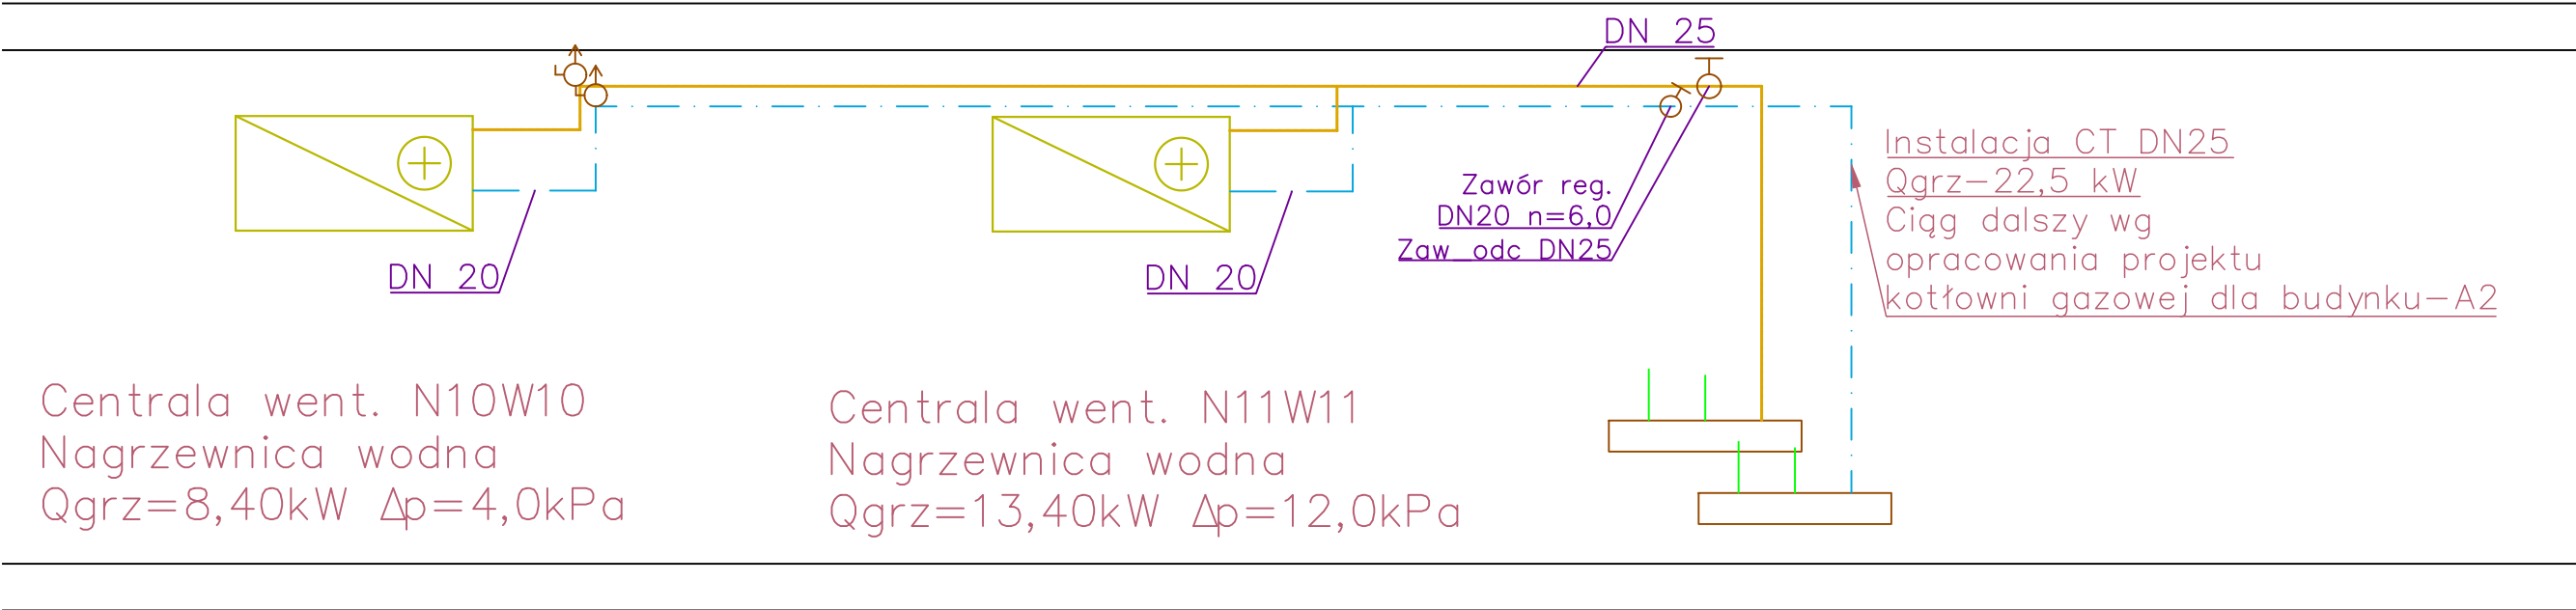 DN 25
Instalacja CT DN25
Qgrz-22,5 kW
Ciąg dalszy wg
opracowania projektu
kotłowni gazowej dla budynku-A2
Zawór reg.
DN20 n=6,0
Zaw_odc DN25
DN 20
DN 20
Centrala went. N10W10
Nagrzewnica wodna
Qgrz=8,40kW Δp=4,0kPa
Centrala went. N11W11
Nagrzewnica wodna
Qgrz=13,40kW Δp=12,0kPa